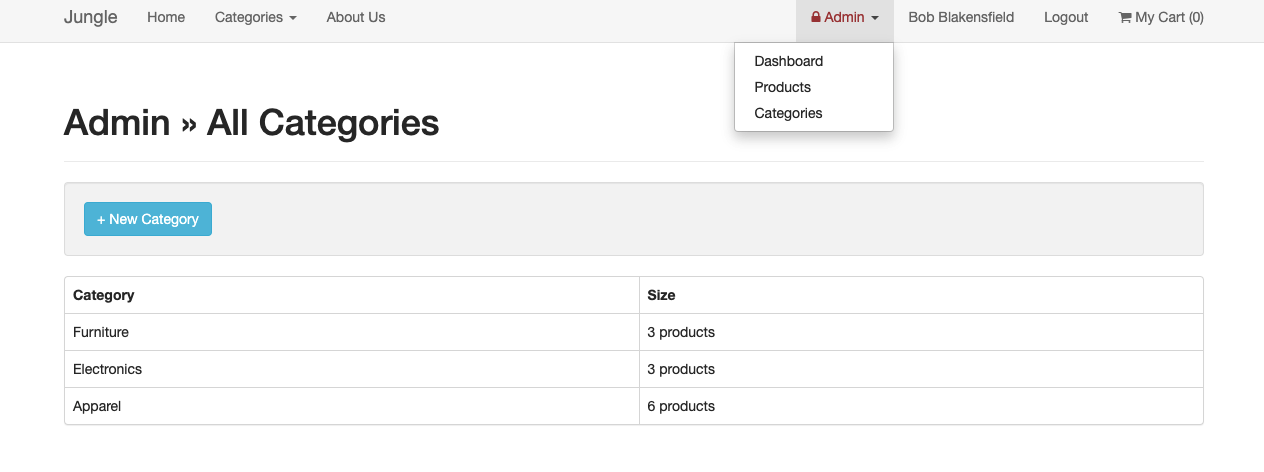 Jungle Home Categories About Us Admin Bob Blakensfield Logout My Cart (0)
Dashboard
Products
Categories
Admin » All Categories
+ New Category
Category Size
Furniture 3 products
Electronics 3 products
Apparel 6 products